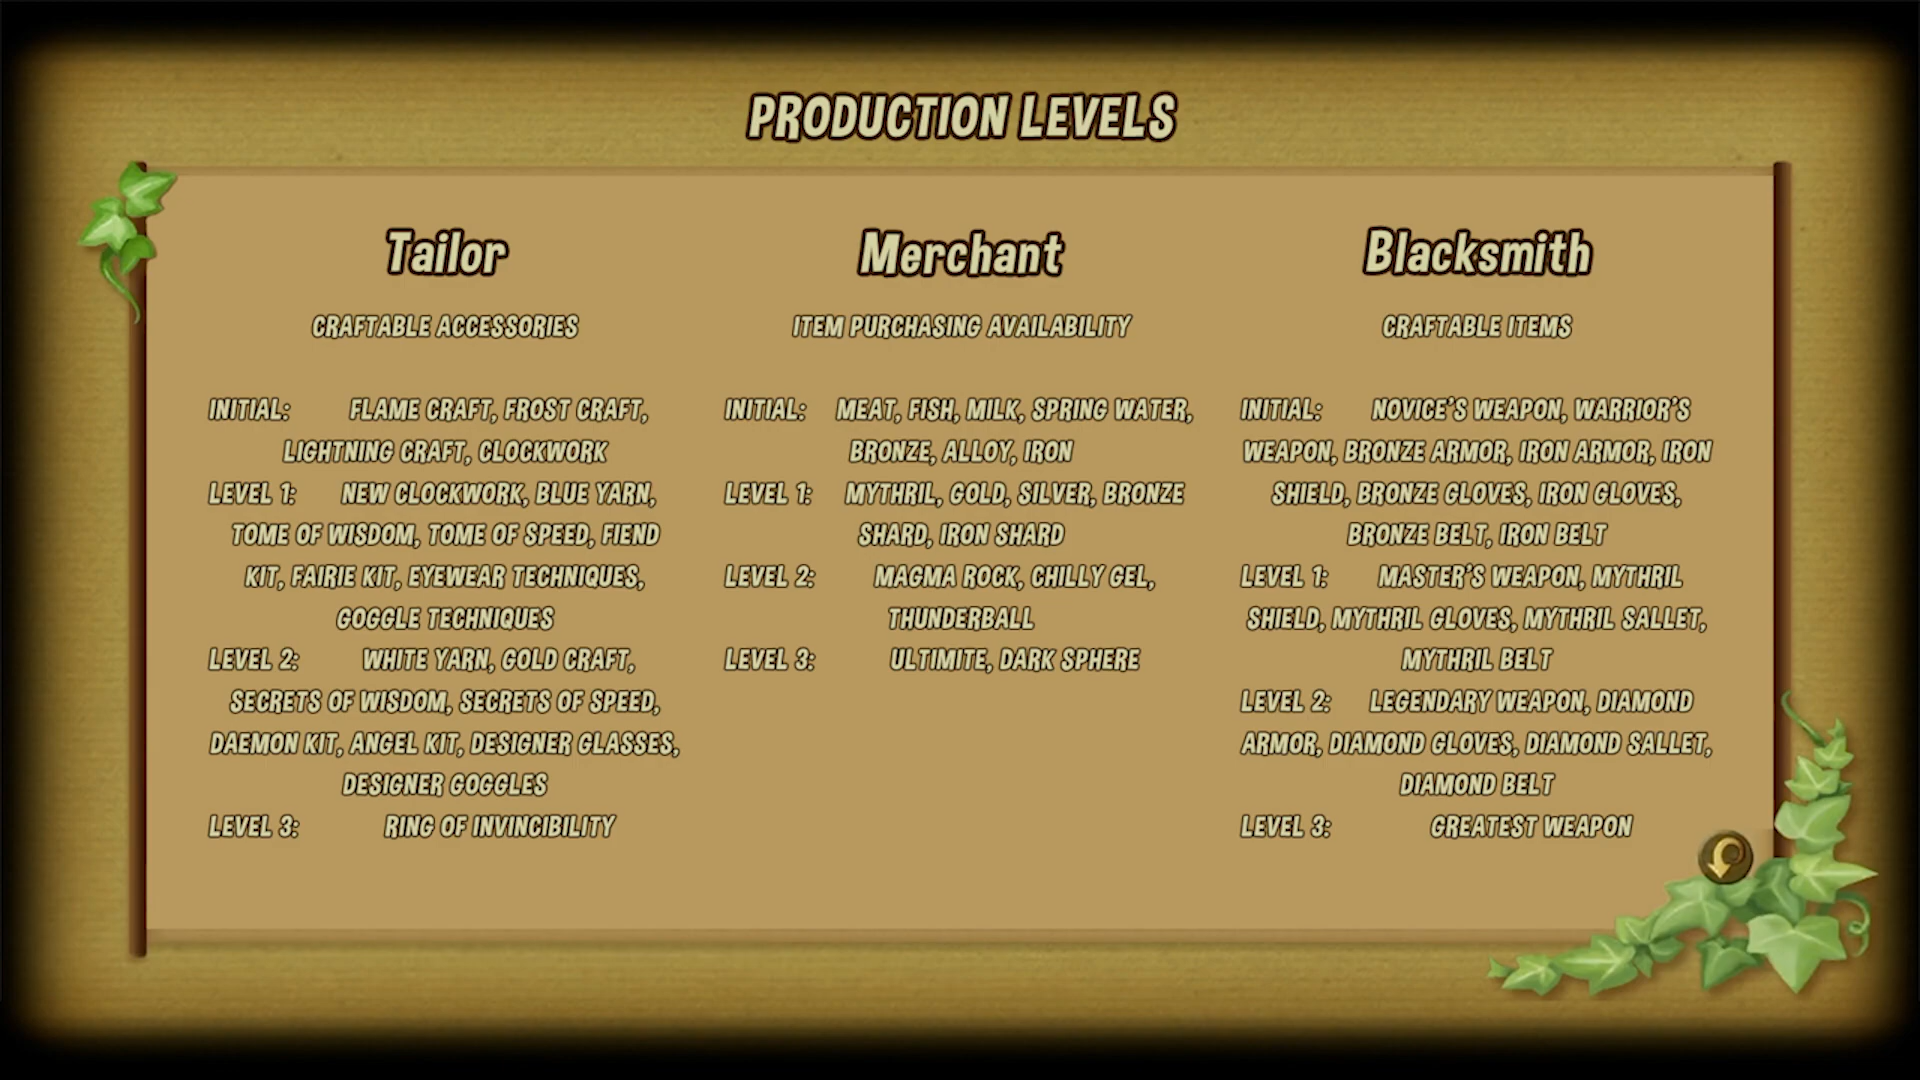 PRODUCTION LEVELS
Tailor
CRAFTABLE ACCESSORIES
INITIAL: FLAME CRAFT, FROST CRAFT,
LIGHTNING CRAFT, CLOCKWORK
LEVEL 1: NEW CLOCKWORK, BLUE YARN,
TOME OF WISDOM, TOME OF SPEED, FIEND
KIT, FAIRIE KIT, EYEWEAR TECHNIQUES,
GOGGLE TECHNIQUES
LEVEL 2: WHITE YARN, GOLD CRAFT,
SECRETS OF WISDOM, SECRETS OF SPEED,
DAEMON KIT, ANGEL KIT, DESIGNER GLASSES,
DESIGNER GOGGLES
LEVEL 3: RING OF INVINCIBILITY
Merchant
ITEM PURCHASING AVAILABILITY
INITIAL: MEAT, FISH, MILK, SPRING WATER,
BRONZE, ALLOY, IRON
LEVEL 1: MYTHRIL, GOLD, SILVER, BRONZE
SHARD, IRON SHARD
LEVEL 2: MAGMA ROCK, CHILLY GEL,
THUNDERBALL
LEVEL 3: ULTIMITE, DARK SPHERE
Blacksmith
CRAFTABLE ITEMS
INITIAL: NOVICE'S WEAPON, WARRIOR'S
WEAPON, BRONZE ARMOR, IRON ARMOR, IRON
SHIELD, BRONZE GLOVES, IRON GLOVES,
BRONZE BELT, IRON BELT
LEVEL 1: MASTER'S WEAPON, MYTHRIL
SHIELD, MYTHRIL GLOVES, MYTHRIL SALLET,
MYTHRIL BELT
LEVEL 2: LEGENDARY WEAPON, DIAMOND
ARMOR, DIAMOND GLOVES, DIAMOND SALLET,
DIAMOND BELT
LEVEL 3: GREATEST WEAPON